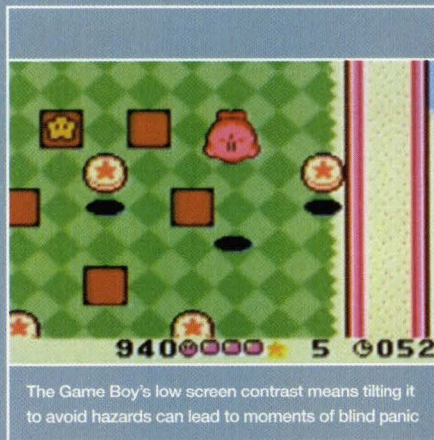 940 5 052
The Game Boy's low screen contrast means tilting it
to avoid hazards can lead to moments of blind panic